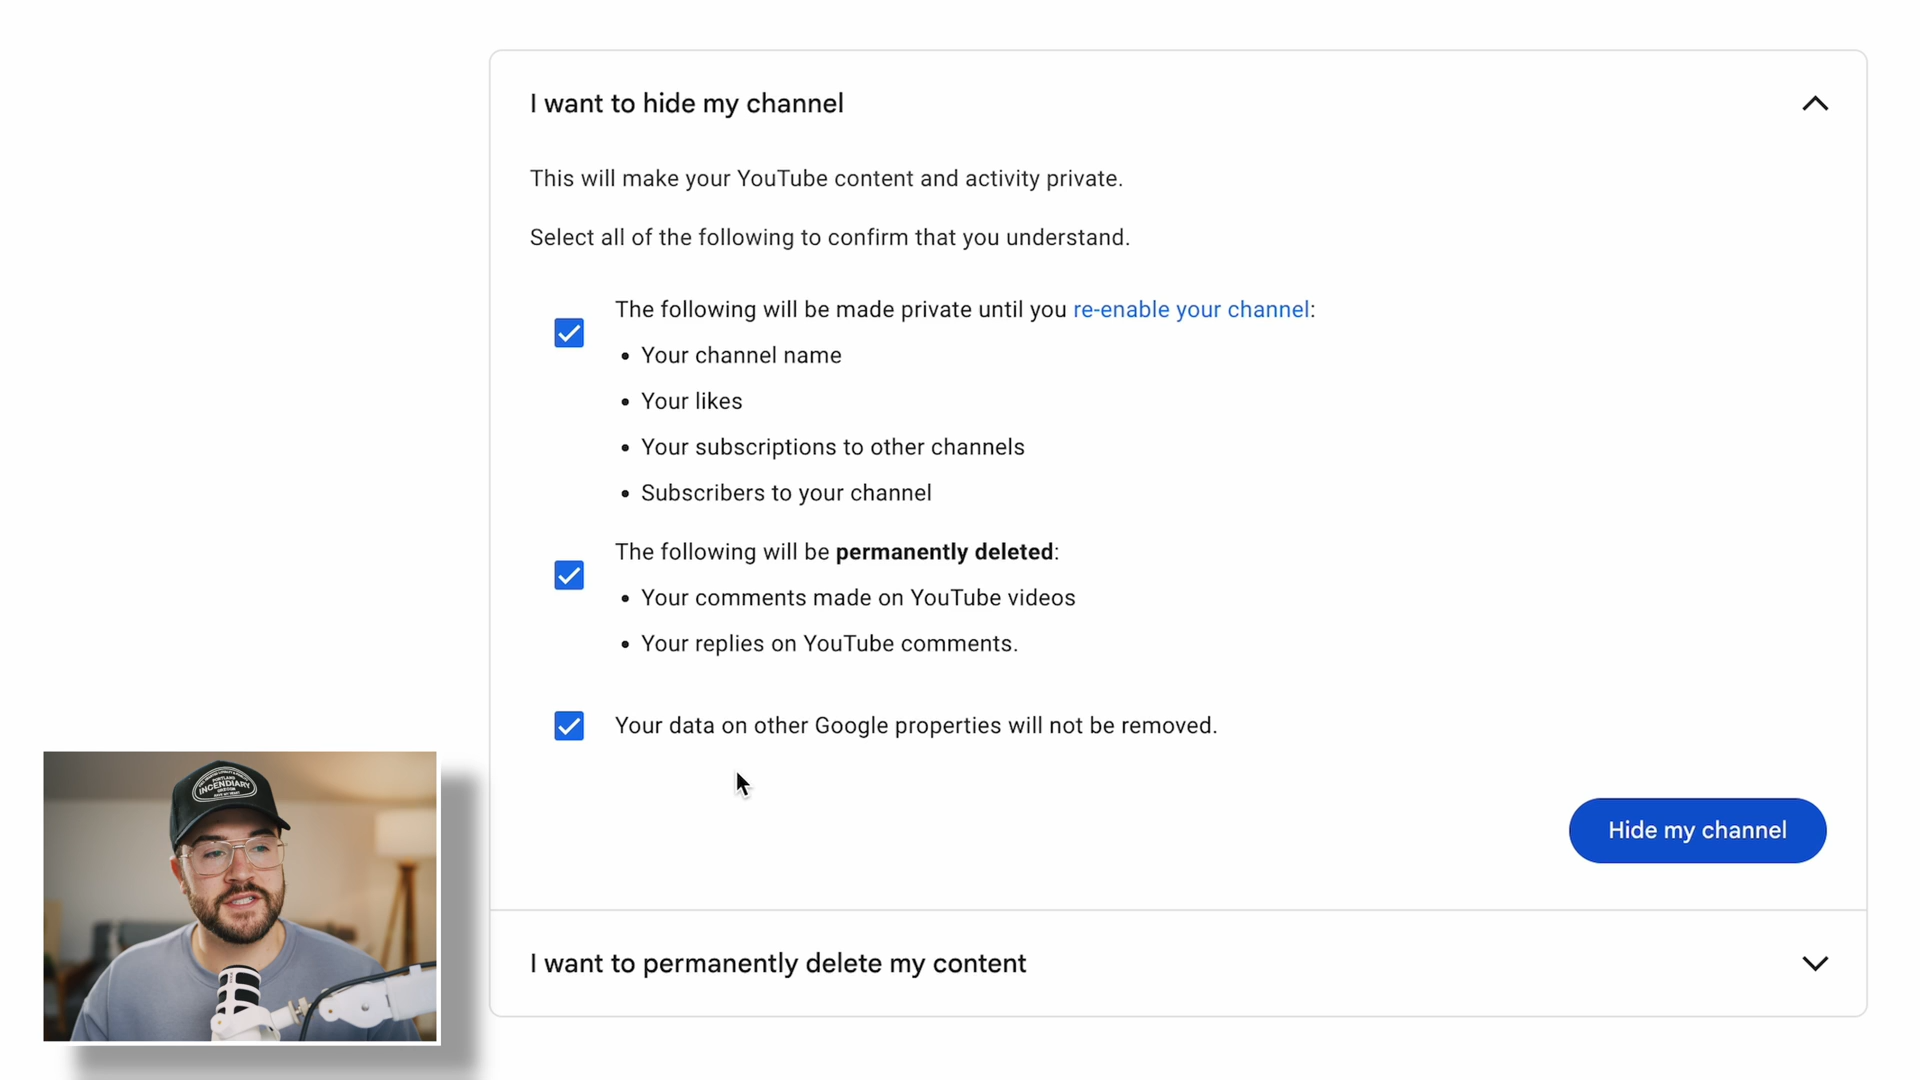 I want to hide my channel
This will make your YouTube content and activity private.
Select all of the following to confirm that you understand.
The following will be made private until you re-enable your channel:
• Your channel name
• Your likes
• Your subscriptions to other channels
• Subscribers to your channel
The following will be permanently deleted:
• Your comments made on YouTube videos
• Your replies on YouTube comments.
Your data on other Google properties will not be removed.
Hide my channel
I want to permanently delete my content
PORTLAND
INCENDIARY
OREGON